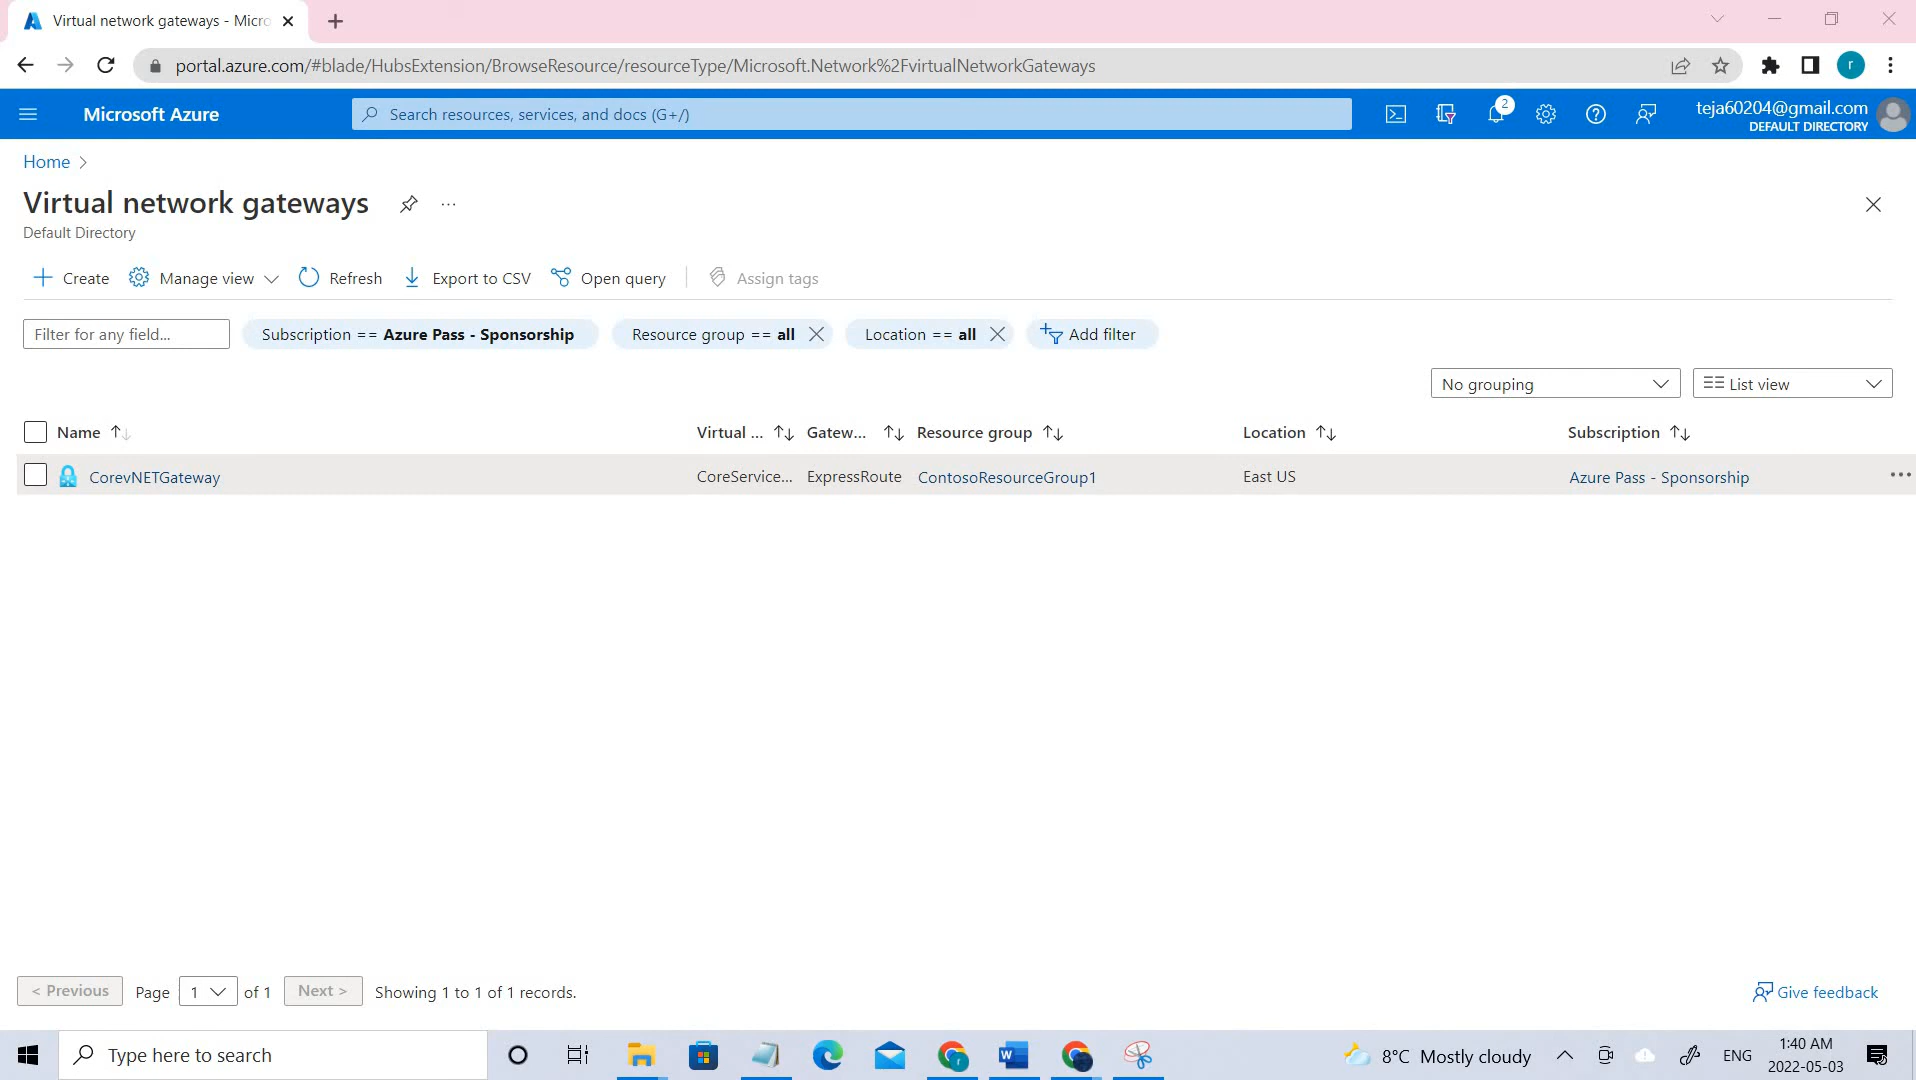 Virtual network gateways - Micro
portal.azure.com/#blade/HubsExtension/BrowseResource/resourceType/Microsoft.Network%2FvirtualNetworkGateways
r
Microsoft Azure
Search resources, services, and docs (G+/)
2
teja60204@gmail.com
DEFAULT DIRECTORY
Home
Virtual network gateways
Default Directory
Create Manage view Refresh Export to CSV Open query Assign tags
Filter for any field... Subscription == Azure Pass - Sponsorship Resource group == all Location == all Add filter
No grouping List view
Name Virtual ... Gatew... Resource group Location Subscription
CorevNETGateway CoreService... ExpressRoute ContosoResourceGroup1 East US Azure Pass - Sponsorship
< Previous Page 1 of 1 Next > Showing 1 to 1 of 1 records. Give feedback
Type here to search 8°C Mostly cloudy ENG
1:40 AM
2022-05-03